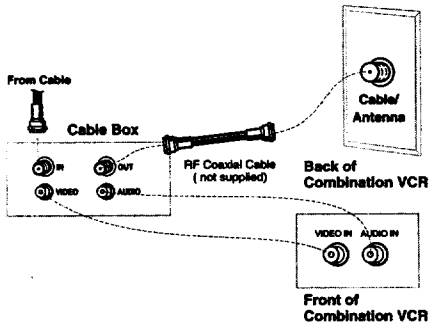 From Cable
Cable Box
IN
OUT
VIDEO
AUDIO
RF Coaxial Cable
( not supplied)
Cable/
Antenna
Back of
Combination VCR
VIDEO IN AUDIO IN
Front of
Combination VCR